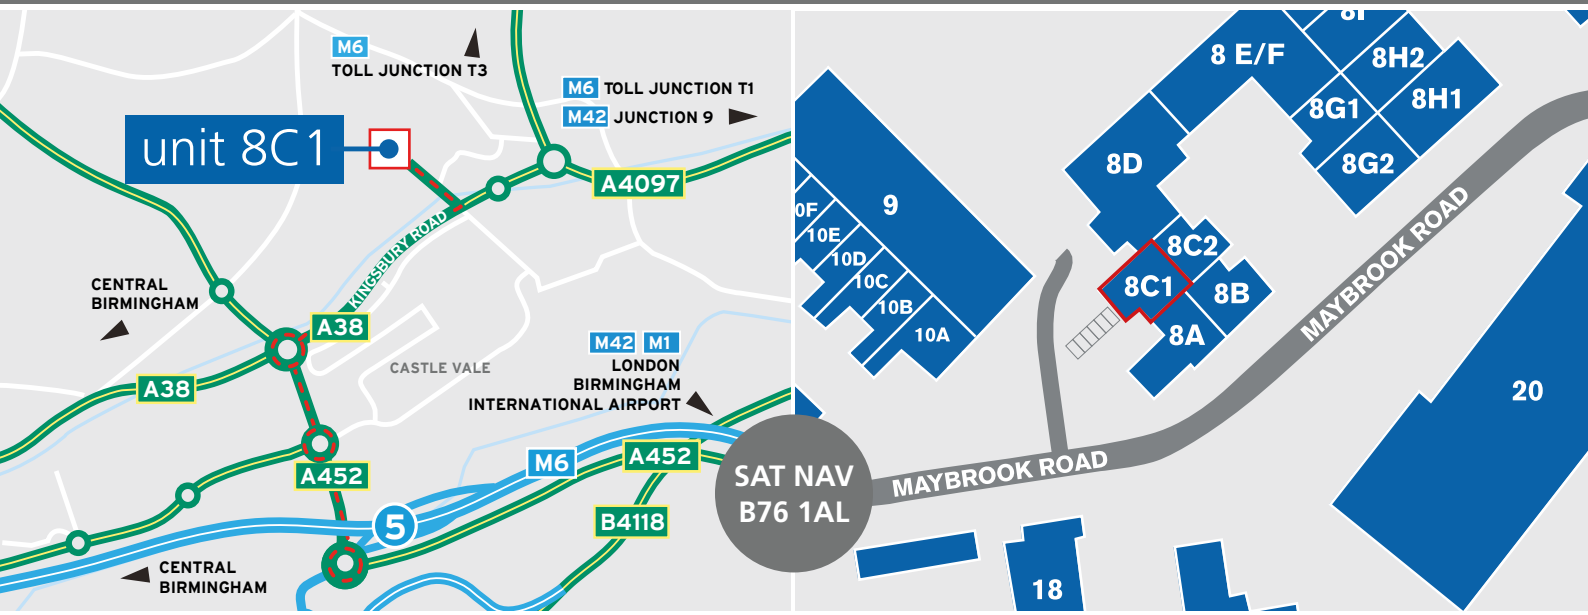 M6
TOLL JUNCTION T3
M6 TOLL JUNCTION T1
M42 JUNCTION 9
unit 8C1
A4097
KINGSBURY ROAD
CENTRAL
BIRMINGHAM
A38
A38
CASTLE VALE
M42 M1
LONDON
BIRMINGHAM
INTERNATIONAL AIRPORT
A452
M6
A452
5
B4118
CENTRAL
BIRMINGHAM
SAT NAV
B76 1AL
8 E/F
8H2
8H1
8G1
8G2
8D
9
10E
10D
10C
10B
10A
8C2
8C1
8B
8A
MAYBROOK ROAD
MAYBROOK ROAD
20
18